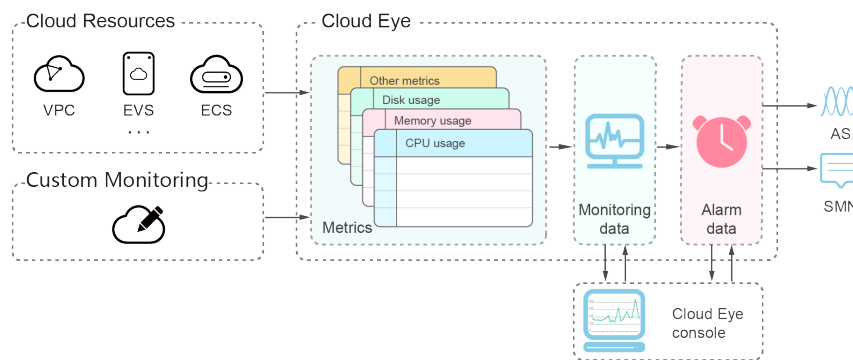 Cloud Resources
VPC
EVS
ECS
...
Custom Monitoring
Cloud Eye
Other metrics
Disk usage
Memory usage
CPU usage
Metrics
Monitoring
data
Alarm
data
AS
SMN
Cloud Eye
console